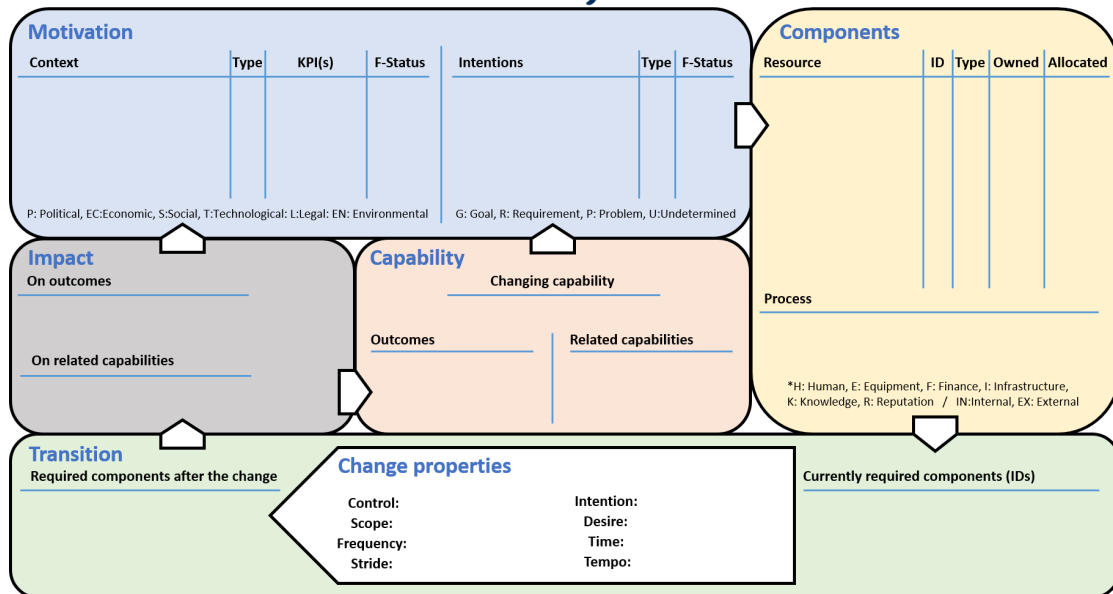 Motivation
Context Type KPI(s) F-Status Intentions Type F-Status
P: Political, EC:Economic, S:Social, T:Technological: L:Legal: EN: Environmental
G: Goal, R: Requirement, P: Problem, U:Undetermined
Components
Resource ID Type Owned Allocated
Process
*H: Human, E: Equipment, F: Finance, I: Infrastructure,
K: Knowledge, R: Reputation / IN:Internal, EX: External
Impact
On outcomes
On related capabilities
Capability
Changing capability
Outcomes Related capabilities
Transition
Required components after the change
Change properties
Control: Intention:
Scope: Desire:
Frequency: Time:
Stride: Tempo:
Currently required components (IDs)